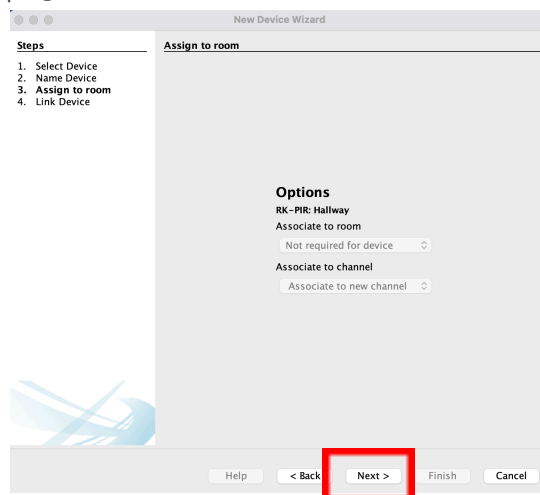 New Device Wizard
Steps
1. Select Device
2. Name Device
3. Assign to room
4. Link Device
Assign to room
Options
RK-PIR: Hallway
Associate to room
Not required for device
Associate to channel
Associate to new channel
Help < Back Next > Finish Cancel